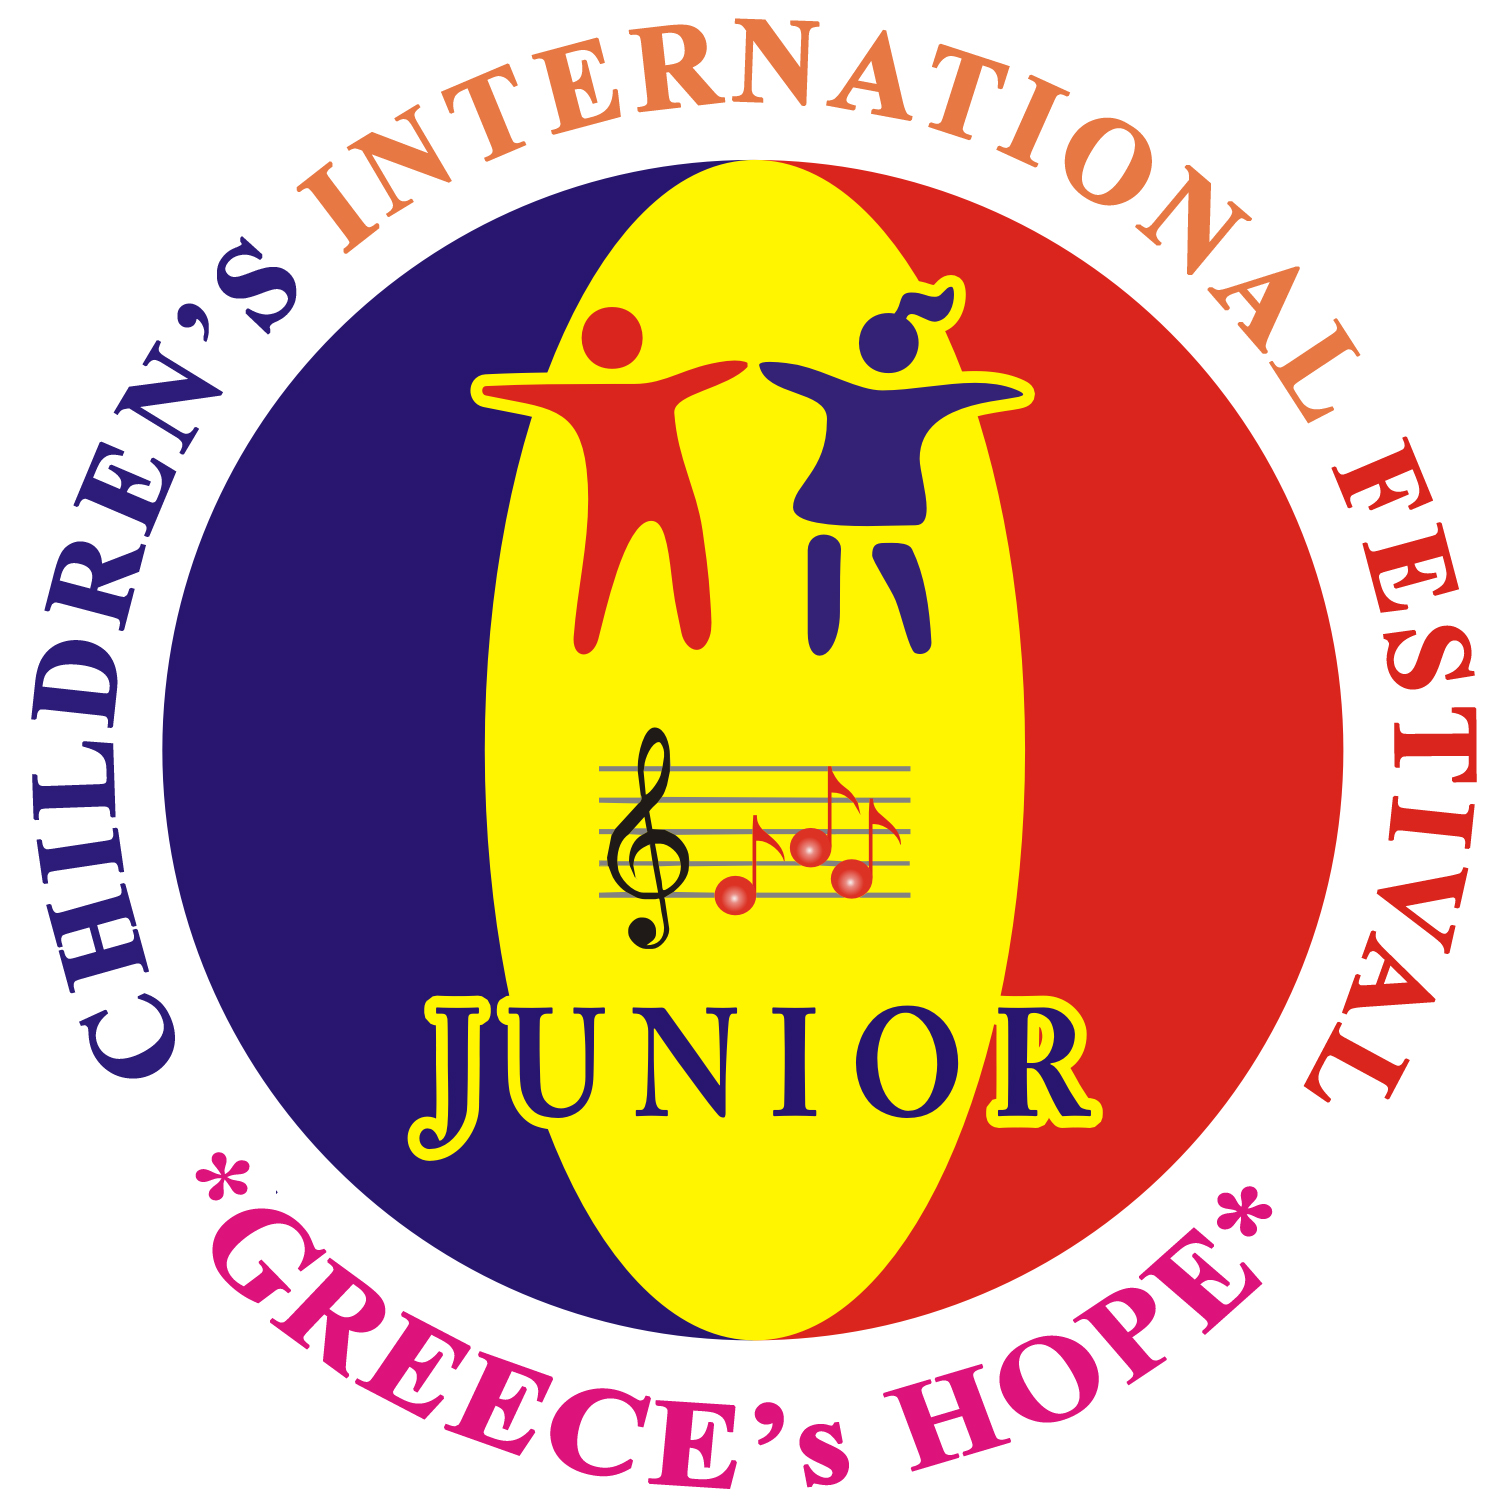 CHILDREN’S INTERNATIONAL FESTIVAL
JUNIOR
*GREECE’s HOPE*